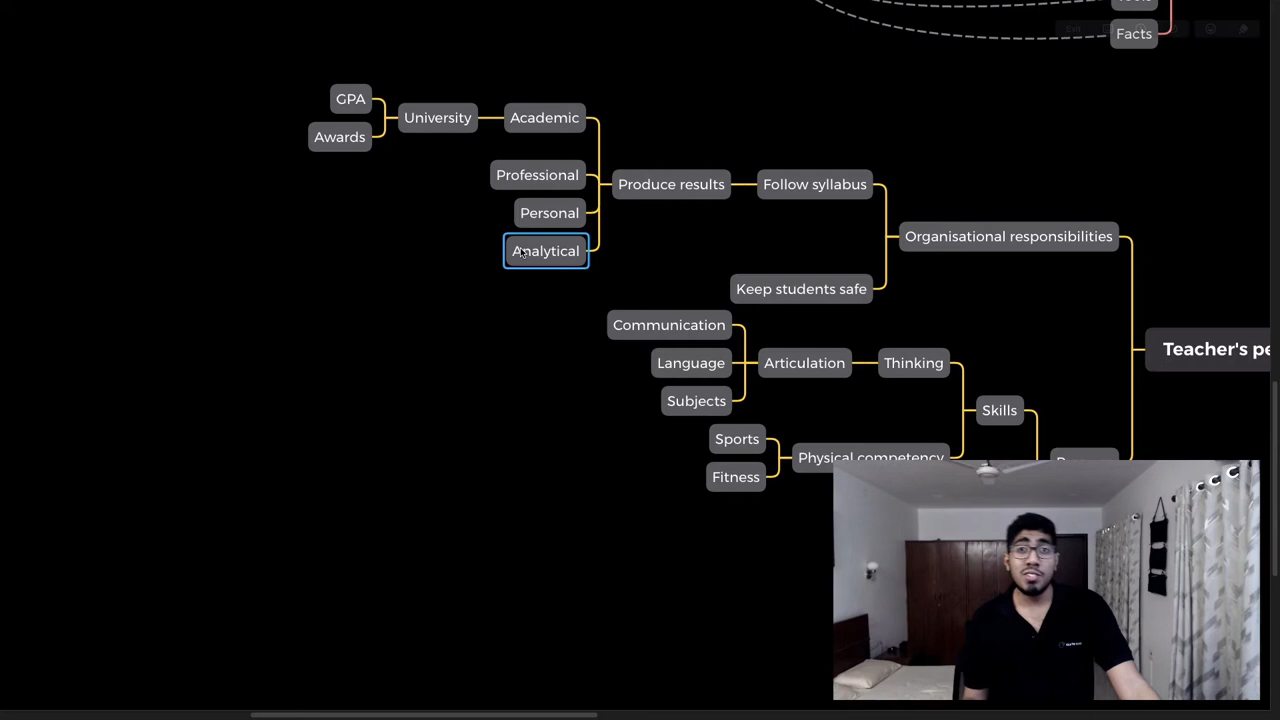 Facts
GPA
University
Academic
Awards
Professional
Produce results
Follow syllabus
Personal
Organisational responsibilities
Analytical
Keep students safe
Communication
Teacher's pe
Language
Articulation
Thinking
Subjects
Skills
Sports
Physical competency
Fitness